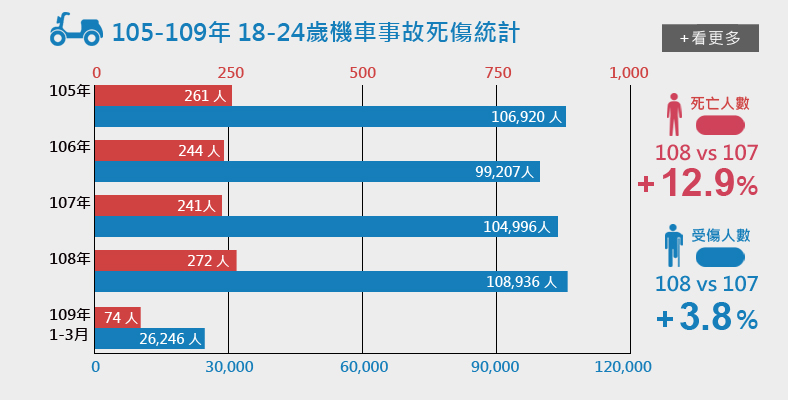 105-109年 18-24歲機車事故死傷統計
+看更多
0 250 500 750 1,000
105年
261 人
106,920 人
106年
244 人
99,207人
107年
241人
104,996人
108年
272 人
108,936 人
109年
1-3月
74 人
26,246 人
0 30,000 60,000 90,000 120,000
死亡人數
108 vs 107
+12.9%
受傷人數
108 vs 107
+3.8%